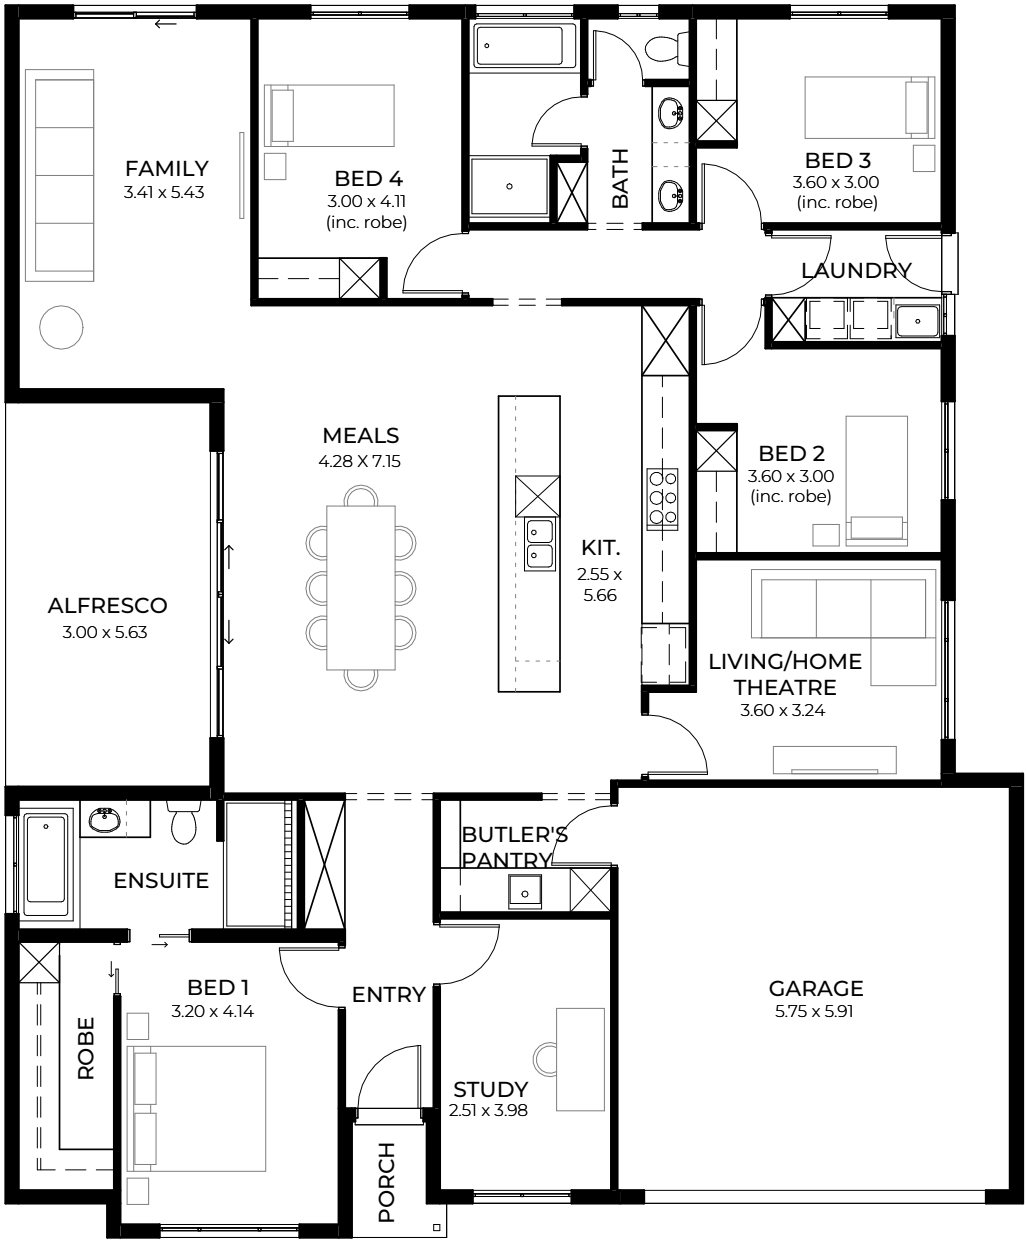 FAMILY
3.41 x 5.43
BED 4
3.00 x 4.11
(inc. robe)
BATH
BED 3
3.60 x 3.00
(inc. robe)
LAUNDRY
MEALS
4.28 X 7.15
BED 2
3.60 x 3.00
(inc. robe)
KIT.
2.55 x
5.66
ALFRESCO
3.00 x 5.63
LIVING/HOME
THEATRE
3.60 x 3.24
BUTLER'S
PANTRY
ENSUITE
BED 1
3.20 x 4.14
ENTRY
GARAGE
5.75 x 5.91
ROBE
STUDY
2.51 x 3.98
PORCH